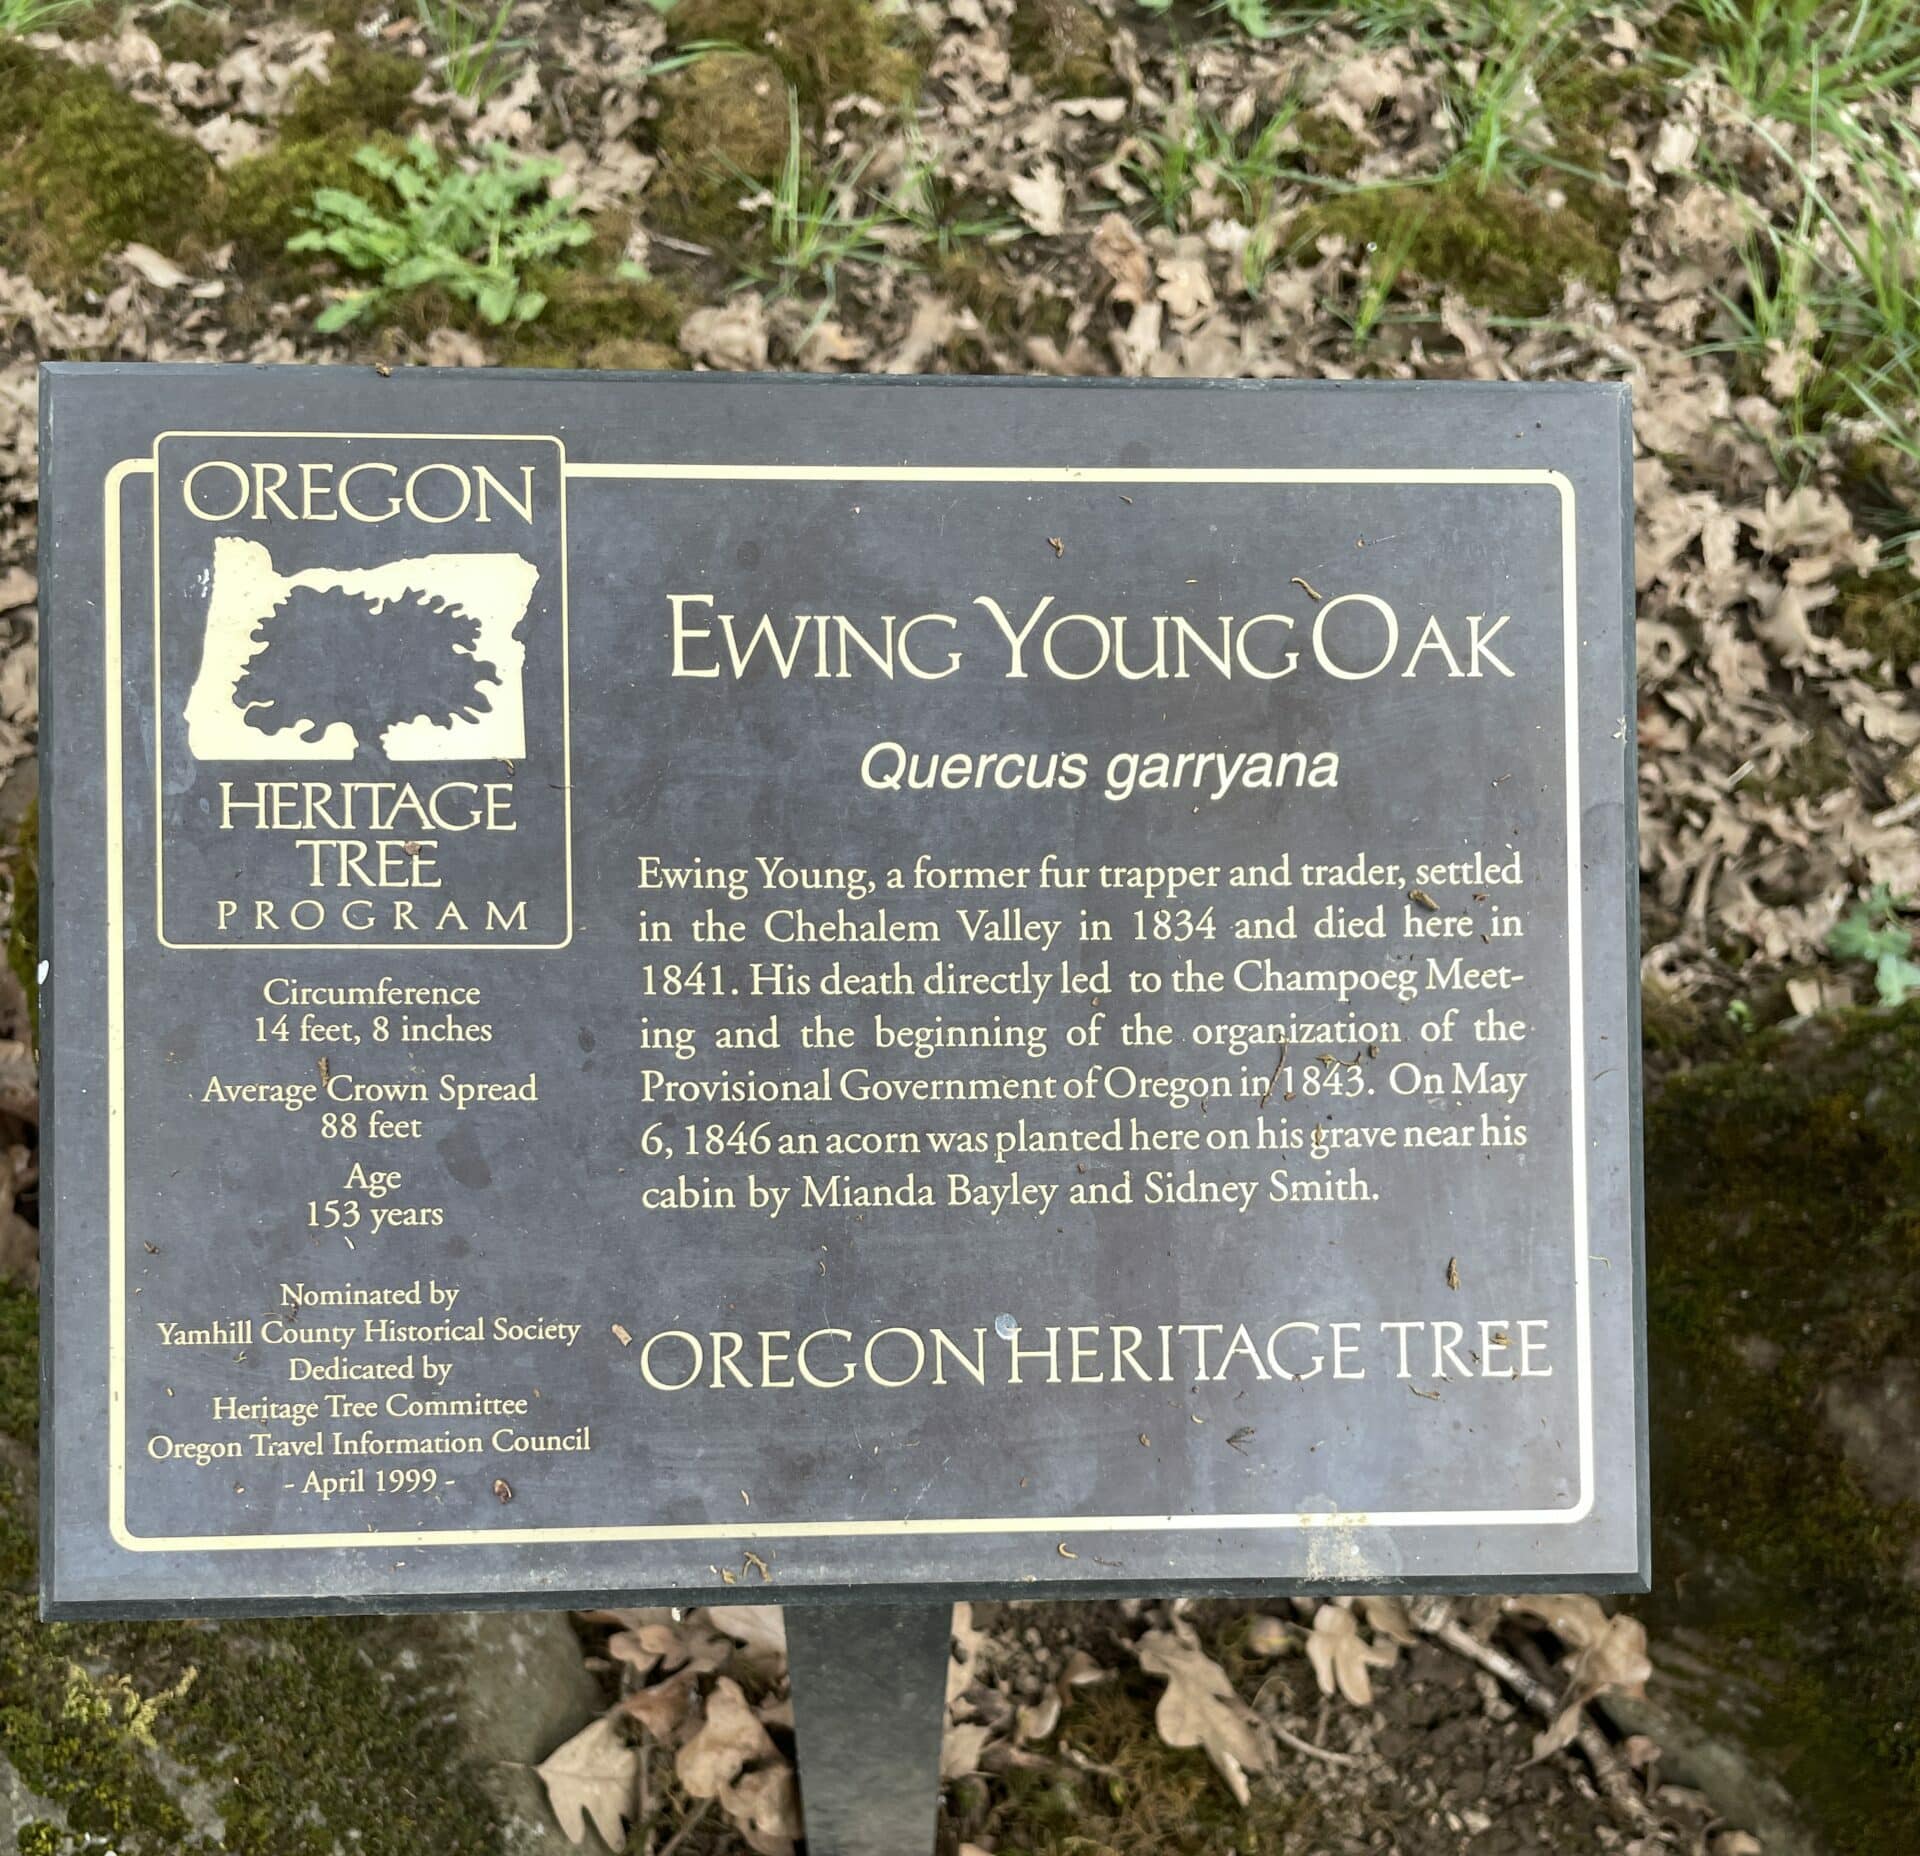 OREGON
HERITAGE
TREE
PROGRAM
Circumference
14 feet, 8 inches
Average Crown Spread
88 feet
Age
153 years
Nominated by
Yamhill County Historical Society
Dedicated by
Heritage Tree Committee
Oregon Travel Information Council
- April 1999 -
EWING YOUNG OAK
Quercus garryana
Ewing Young, a former fur trapper and trader, settled
in the Chehalem Valley in 1834 and died here in
1841. His death directly led to the Champoeg Meet-
ing and the beginning of the organization of the
Provisional Government of Oregon in 1843. On May
6, 1846 an acorn was planted here on his grave near his
cabin by Mianda Bayley and Sidney Smith.
OREGON HERITAGE TREE